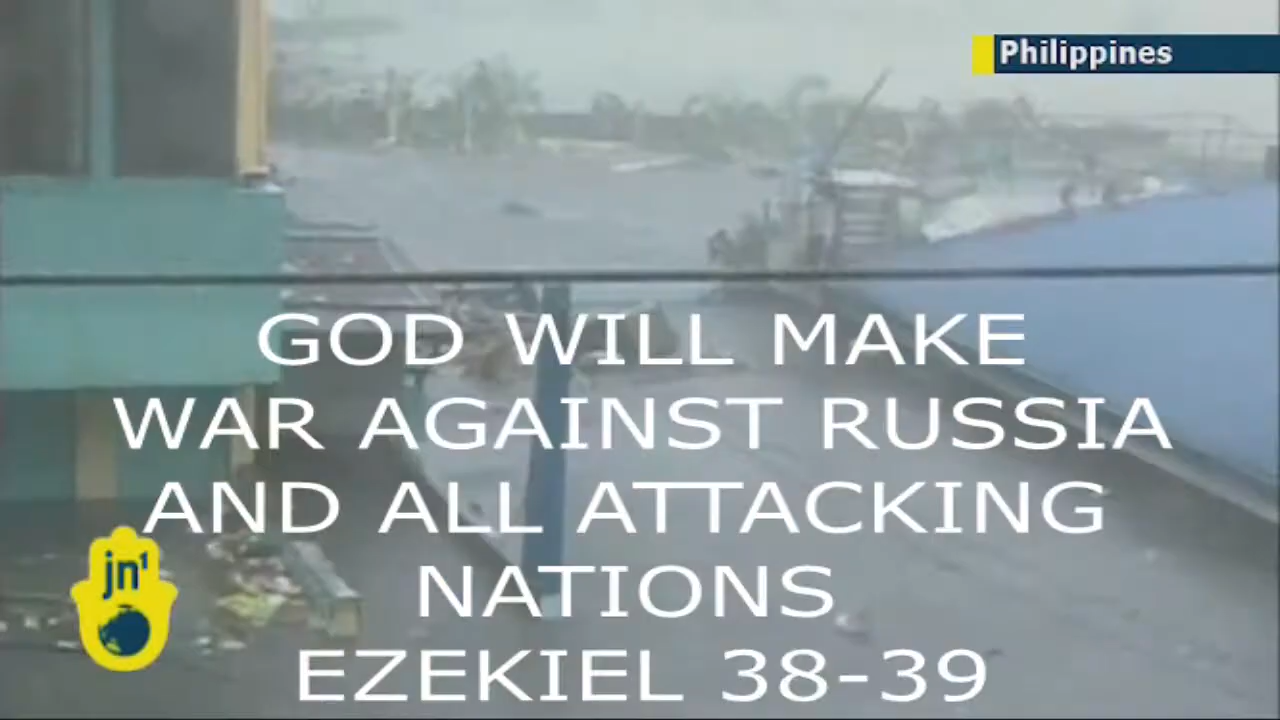 Philippines
GOD WILL MAKE
WAR AGAINST RUSSIA
AND ALL ATTACKING
NATIONS
EZEKIEL 38-39
jn1